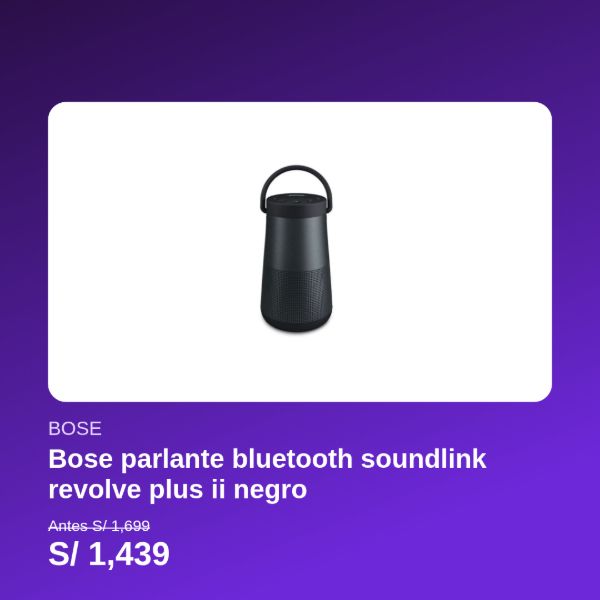 BOSE
Bose parlante bluetooth soundlink
revolve plus ii negro
Antes S/ 1,699
S/ 1,439